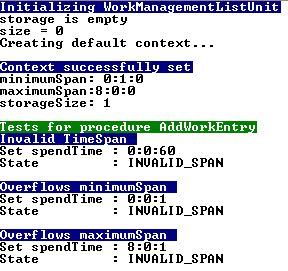 Initializing WorkManagementListUnit
storage is empty
size = 0
Creating default context...
Context successfully set
minimumSpan: 0:1:0
maximumSpan:8:0:0
storageSize: 1
Tests for procedure AddWorkEntry
Invalid TimeSpan
Set spendTime : 0:0:60
State : INVALID_SPAN
Overflows minimumSpan
Set spendTime : 0:0:1
State : INVALID_SPAN
Overflows maximumSpan
Set spendTime : 8:0:1
State : INVALID_SPAN